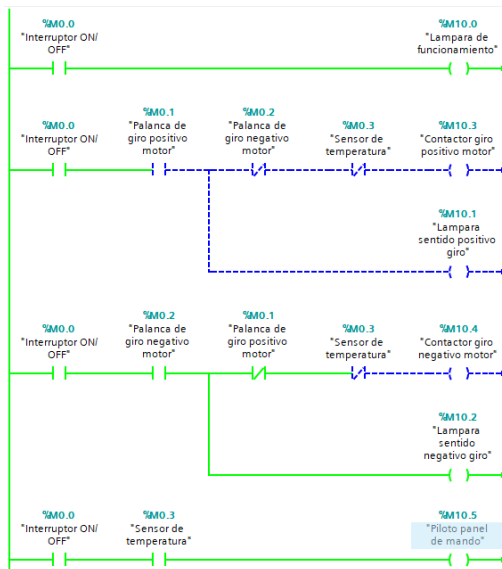 %M0.0
"Interruptor ON/
OFF"
%M10.0
"Lampara de
funcionamiento"
%M0.0
"Interruptor ON/
OFF"
%M0.1
"Palanca de
giro positivo
motor"
%M0.2
"Palanca de
giro negativo
motor"
%M0.3
"Sensor de
temperatura"
%M10.3
"Contactor giro
positivo motor"
%M10.1
"Lampara
sentido positivo
giro"
%M0.0
"Interruptor ON/
OFF"
%M0.2
"Palanca de
giro negativo
motor"
%M0.1
"Palanca de
giro positivo
motor"
%M0.3
"Sensor de
temperatura"
%M10.4
"Contactor giro
negativo motor"
%M10.2
"Lampara
sentido
negativo giro"
%M0.0
"Interruptor ON/
OFF"
%M0.3
"Sensor de
temperatura"
%M10.5
"Piloto panel
de mando"